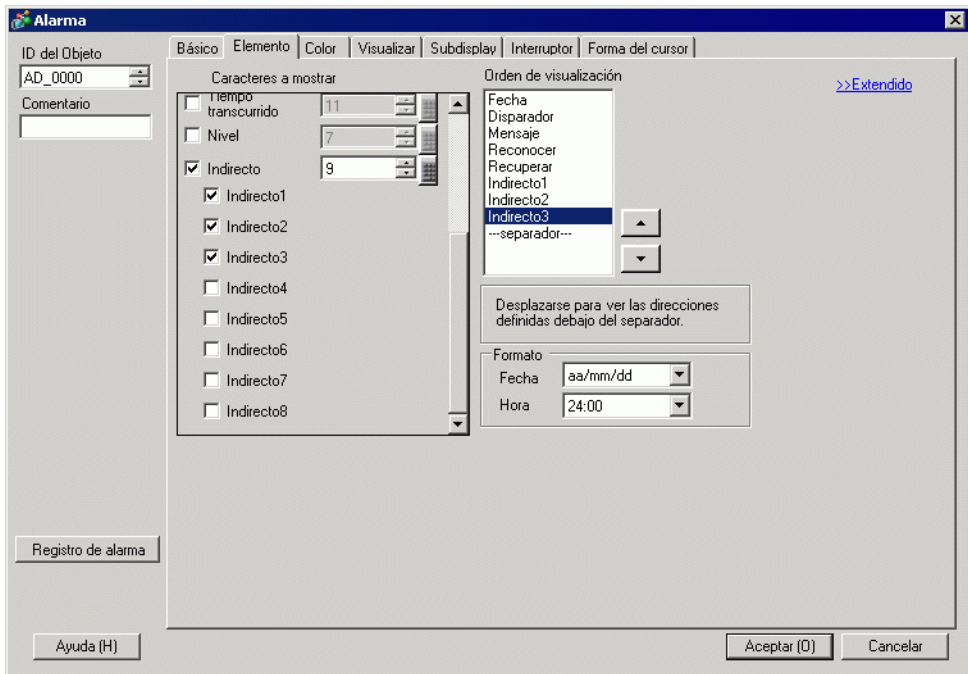 Alarma
ID del Objeto
AD_0000
Comentario
Registro de alarma
Ayuda (H)
Básico Elemento Color Visualizar Subdisplay Interruptor Forma del cursor
Caracteres a mostrar
Tiempo transcurrido 11
Nivel 7
Indirecto 9
Indirecto1
Indirecto2
Indirecto3
Indirecto4
Indirecto5
Indirecto6
Indirecto7
Indirecto8
Orden de visualización
Fecha
Disparador
Mensaje
Reconocer
Recuperar
Indirecto1
Indirecto2
Indirecto3
---separador---
>>Extendido
Desplazarse para ver las direcciones
definidas debajo del separador.
Formato
Fecha aa/mm/dd
Hora 24:00
Aceptar (O) Cancelar